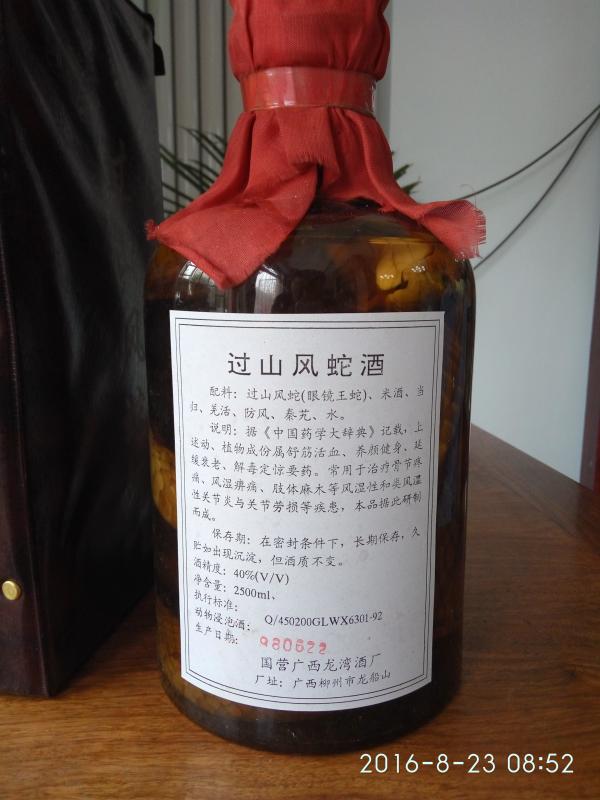 过山风蛇酒
配料：过山风蛇(眼镜王蛇)、米酒、当
归、羌活、防风、秦艽、水。
说明：据《中国药学大辞典》记载，上
述动、植物成份属舒筋活血、养颜健身、延
缓衰老、解毒定惊要药。常用于治疗骨节疼
痛、风湿痹痛、肢体麻木等风湿性和类风湿
性关节炎与关节劳损等疾患，本品据此研制
而成。
保存期：在密封条件下，长期保存，久
贮如出现沉淀，但酒质不变。
酒精度：40%(V/V)
净含量：2500ml、
执行标准：
动物浸泡酒： Q/450200GLWX6301-92
生产日期： 980622
国营广西龙湾酒厂
厂址：广西柳州市龙船山
2016-8-23 08:52